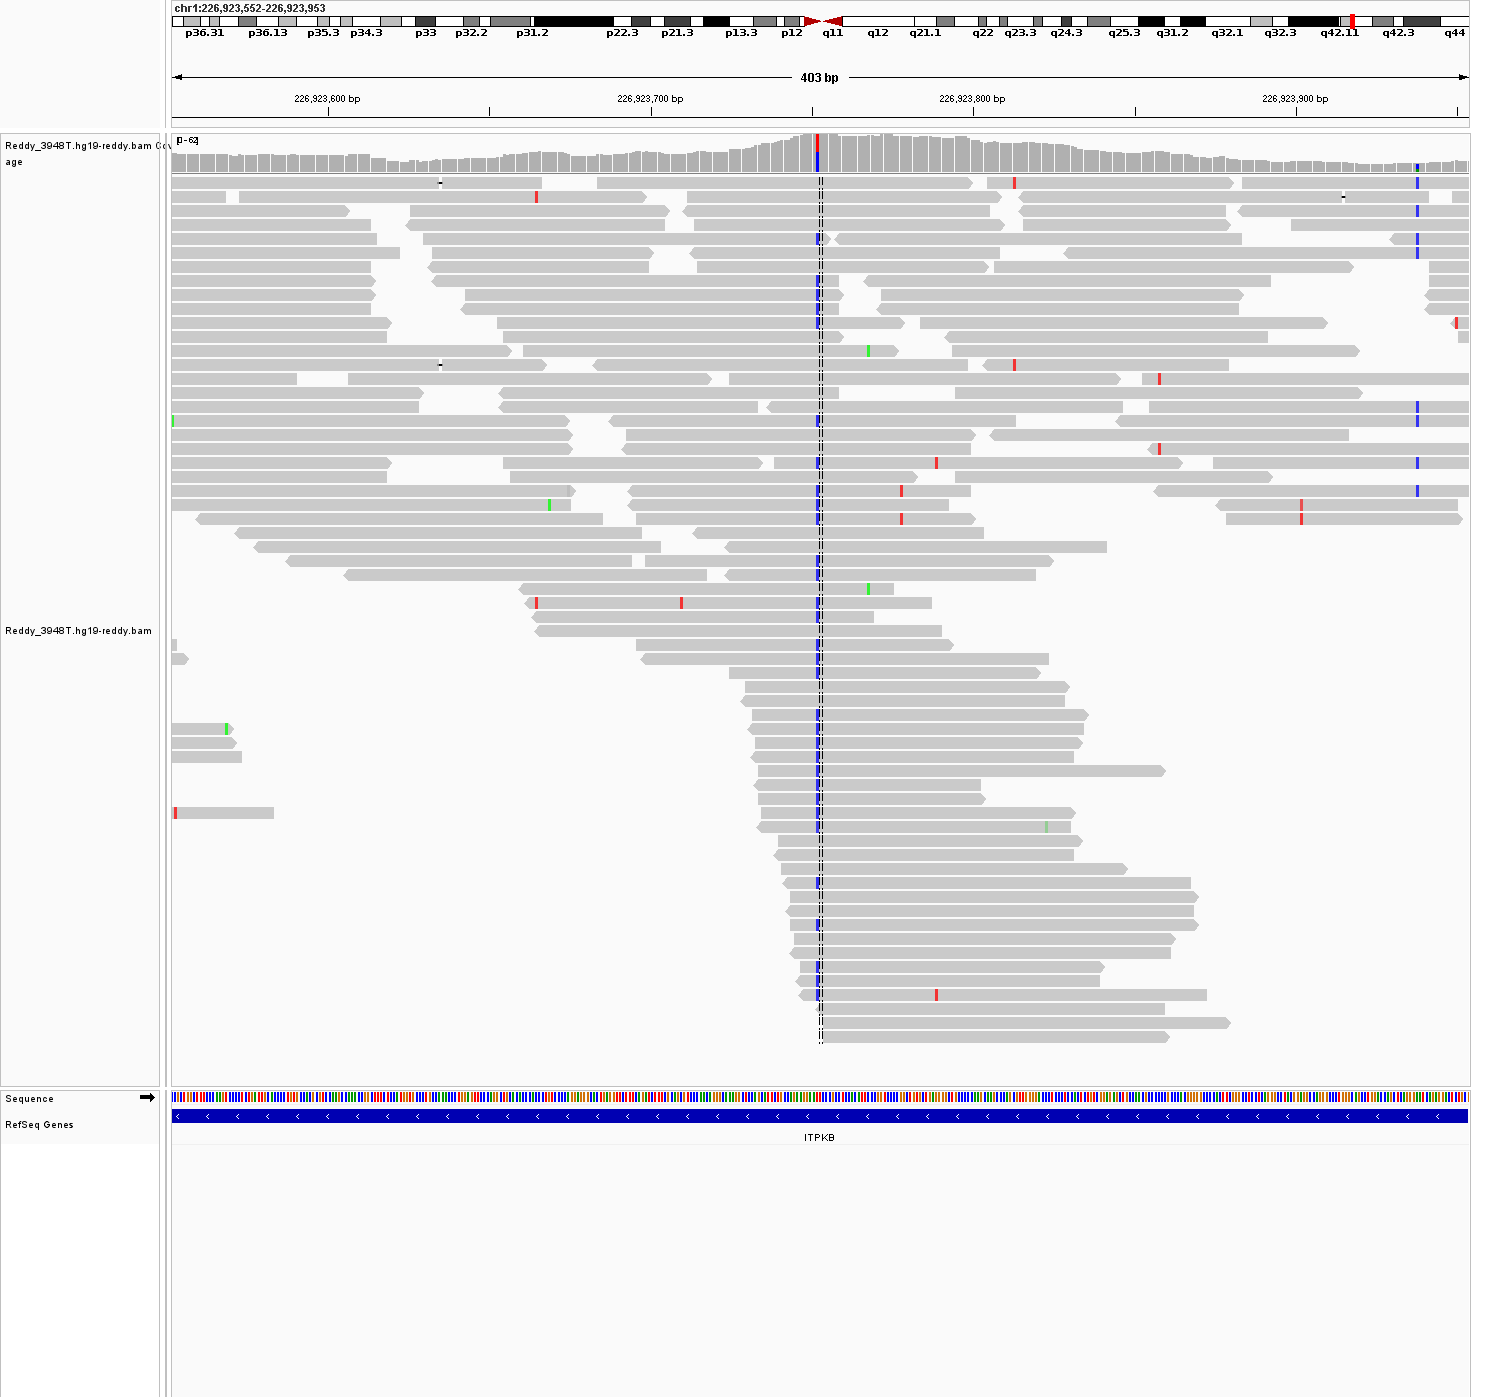 chr1:226,923,552-226,923,953
p36.31 p36.13 p35.3 p34.3 p33 p32.2 p31.2 p22.3 p21.3 p13.3 p12 q11 q12 q21.1 q22 q23.3 q24.3 q25.3 q31.2 q32.1 q32.3 q42.11 q42.3 q44
403 bp
226,923,600 bp 226,923,700 bp 226,923,800 bp 226,923,900 bp
[0-62]
Reddy_3948T.hg19-reddy.bam Cov
age
Reddy_3948T.hg19-reddy.bam
Sequence
RefSeq Genes
ITPKB